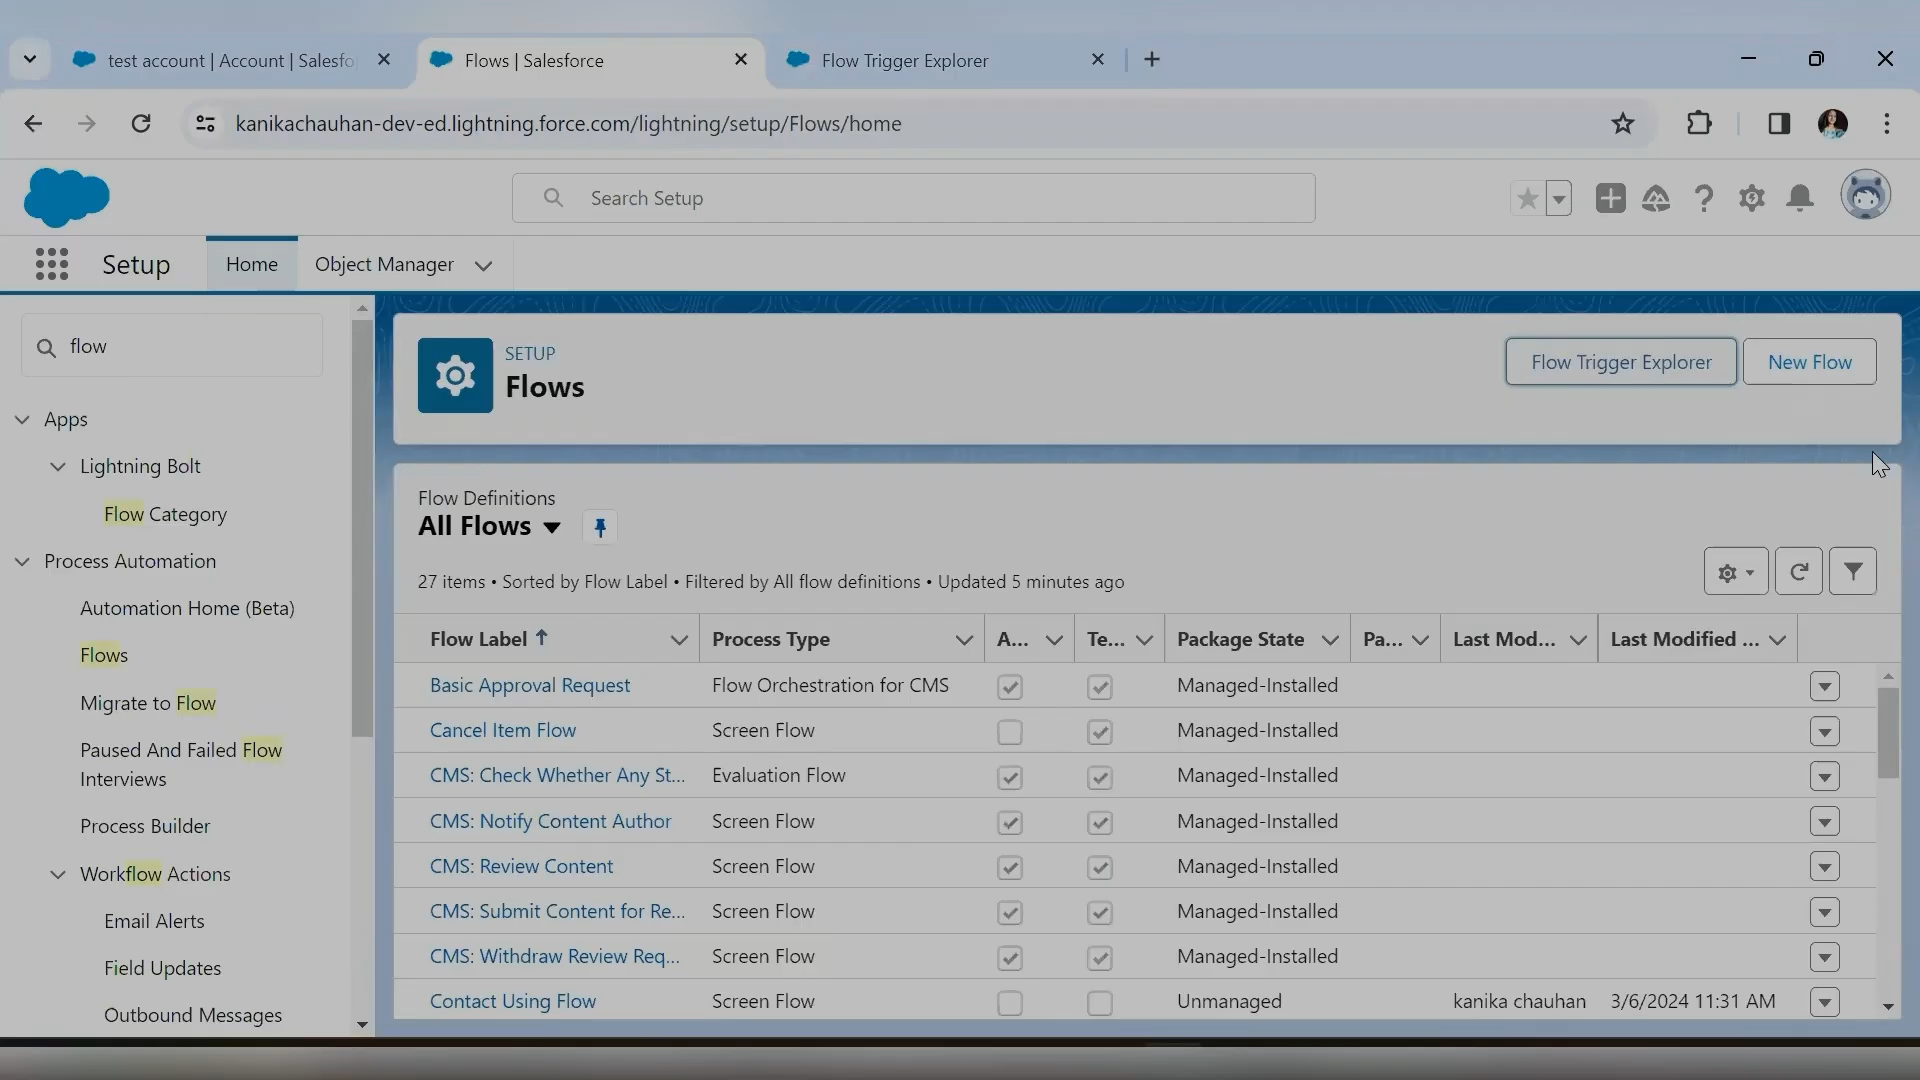 test account | Account | Salesfo
Flows | Salesforce
Flow Trigger Explorer
kanikachauhan-dev-ed.lightning.force.com/lightning/setup/Flows/home
Search Setup
Setup
Home
Object Manager
flow
Apps
Lightning Bolt
Flow Category
Process Automation
Automation Home (Beta)
Flows
Migrate to Flow
Paused And Failed Flow
Interviews
Process Builder
Workflow Actions
Email Alerts
Field Updates
Outbound Messages
SETUP
Flows
Flow Trigger Explorer
New Flow
Flow Definitions
All Flows
27 items • Sorted by Flow Label • Filtered by All flow definitions • Updated 5 minutes ago
Flow Label Process Type A... Te... Package State Pa... Last Mod... Last Modified ...
Basic Approval Request Flow Orchestration for CMS Managed-Installed
Cancel Item Flow Screen Flow Managed-Installed
CMS: Check Whether Any St... Evaluation Flow Managed-Installed
CMS: Notify Content Author Screen Flow Managed-Installed
CMS: Review Content Screen Flow Managed-Installed
CMS: Submit Content for Re... Screen Flow Managed-Installed
CMS: Withdraw Review Req... Screen Flow Managed-Installed
Contact Using Flow Screen Flow Unmanaged kanika chauhan 3/6/2024 11:31 AM